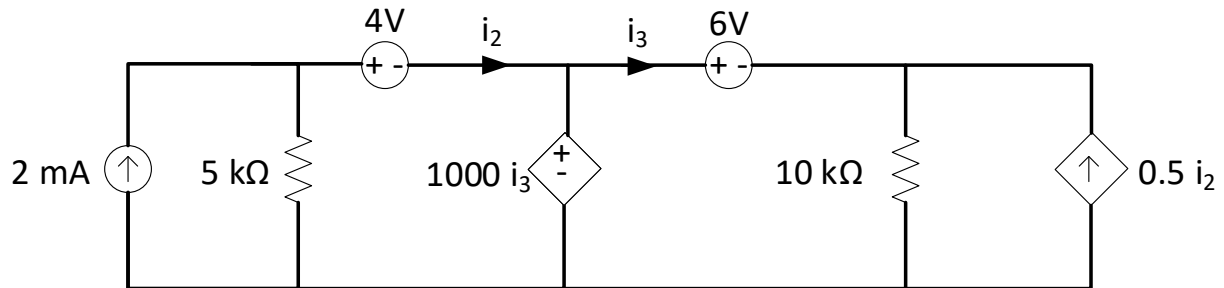 4V
i₂
i₃
6V
+ -
+ -
2 mA
5 kΩ
1000 i₃
+
-
10 kΩ
0.5 i₂